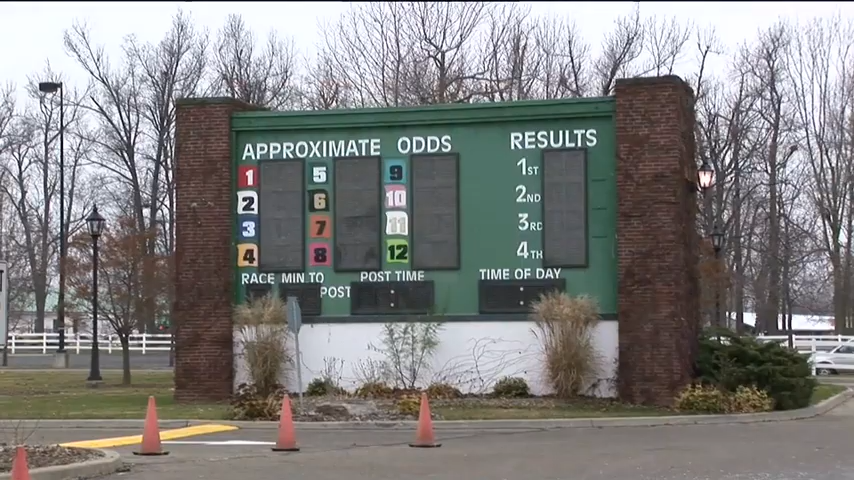 APPROXIMATE ODDS RESULTS
1 5 9 1ST
2 6 10 2ND
3 7 11 3RD
4 8 12 4TH
RACE MIN TO POST TIME TIME OF DAY
POST